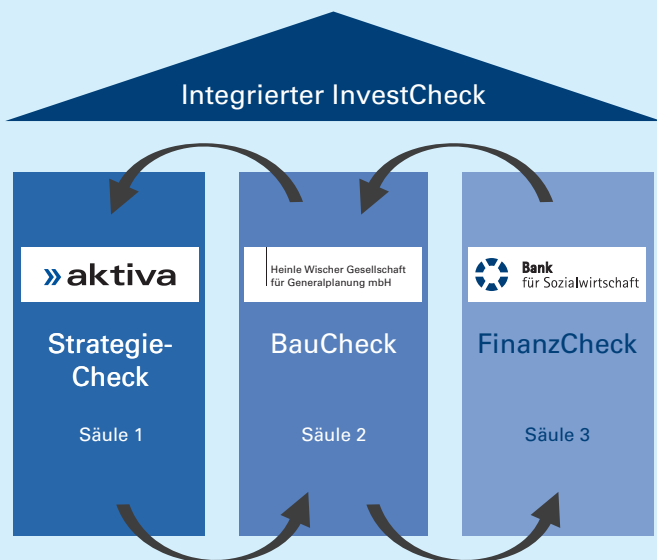 Integrierter InvestCheck
» aktiva
Strategie-
Check
Säule 1
Heinle Wischer Gesellschaft
für Generalplanung mbH
BauCheck
Säule 2
Bank
für Sozialwirtschaft
FinanzCheck
Säule 3